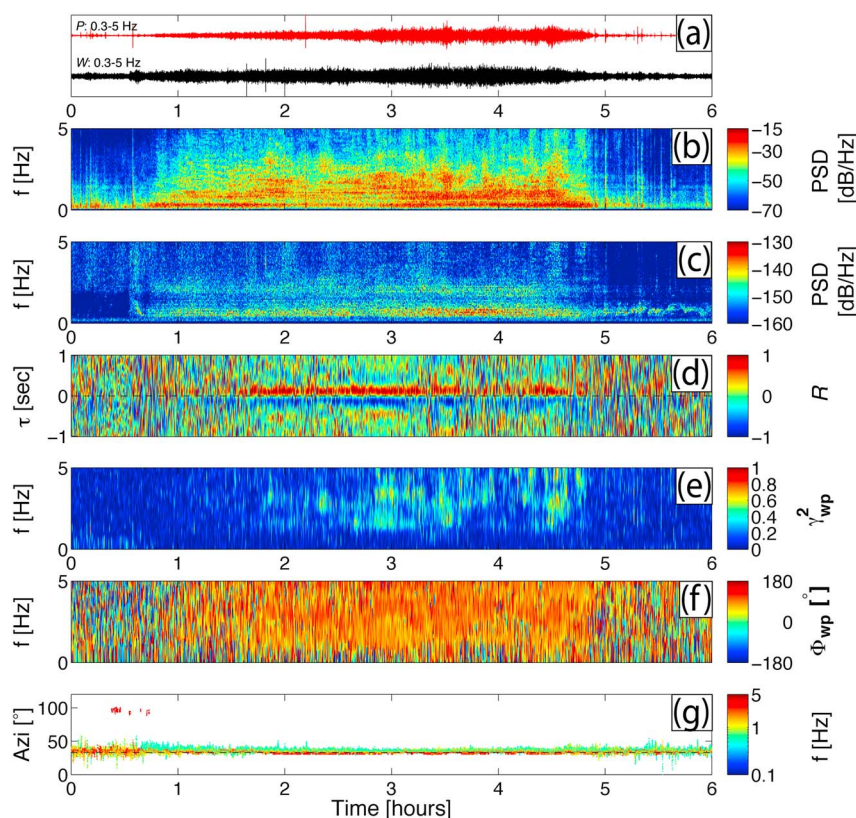 P: 0.3-5 Hz
(a)
W: 0.3-5 Hz
0 1 2 3 4 5 6
5
f [Hz]
0
(b)
−15
−30
−50
−70
PSD
[dB/Hz]
0 1 2 3 4 5 6
5
f [Hz]
0
(c)
−130
−140
−150
−160
PSD
[dB/Hz]
0 1 2 3 4 5 6
1
0
−1
τ [sec]
(d)
1
0
−1
R
0 1 2 3 4 5 6
5
f [Hz]
0
(e)
1
0.8
0.6
0.4
0.2
0
γ²wp
0 1 2 3 4 5 6
5
f [Hz]
0
(f)
180
90
0
−90
−180
Φwp [°]
0 1 2 3 4 5 6
100
50
0
Azi [°]
(g)
5
1
0.1
f [Hz]
0 1 2 3 4 5 6
Time [hours]